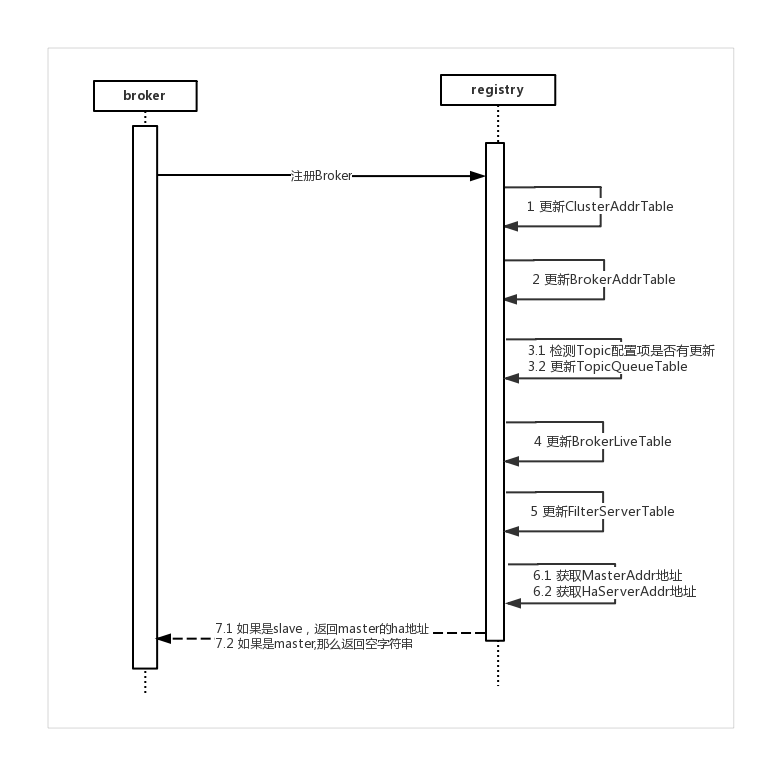 broker
registry
注册Broker
1 更新ClusterAddrTable
2 更新BrokerAddrTable
3.1 检测Topic配置项是否有更新
3.2 更新TopicQueueTable
4 更新BrokerLiveTable
5 更新FilterServerTable
6.1 获取MasterAddr地址
6.2 获取HaServerAddr地址
7.1 如果是slave，返回master的ha地址
7.2 如果是master,那么返回空字符串